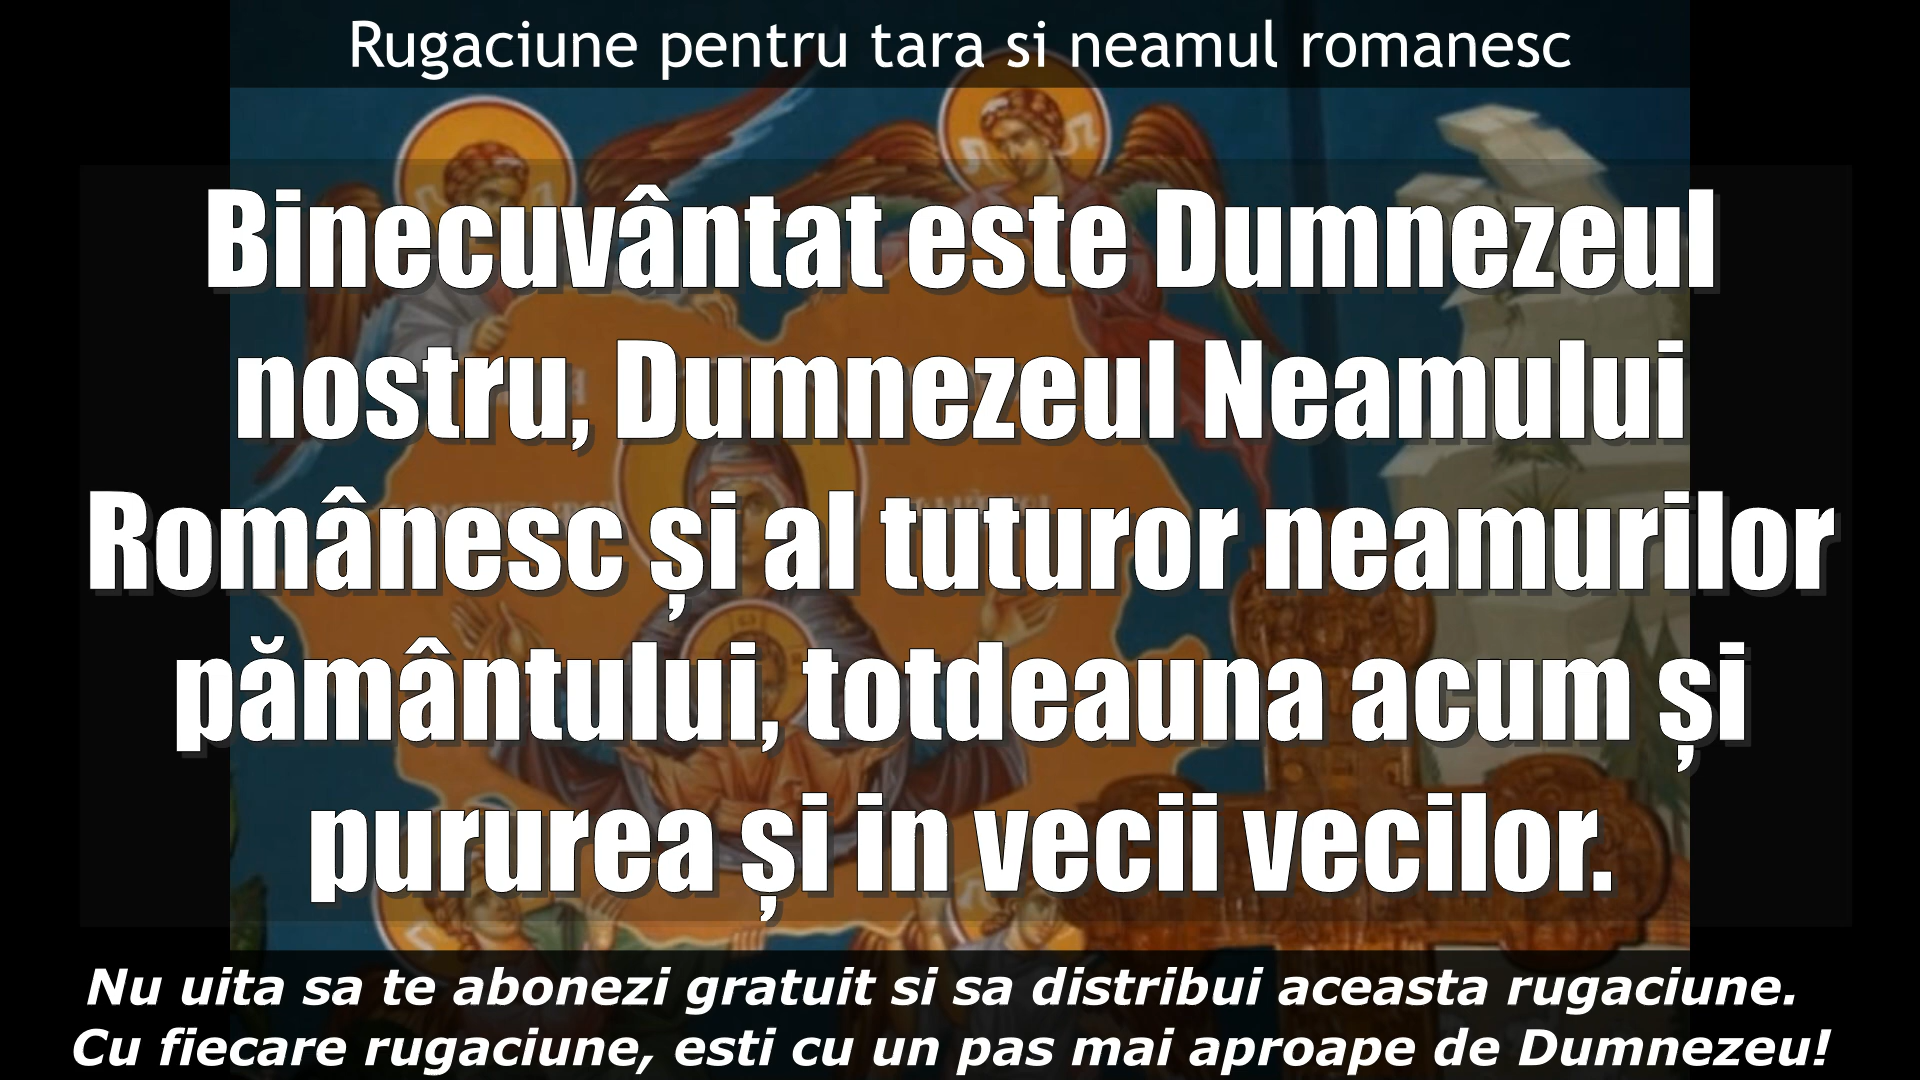 Rugaciune pentru tara si neamul romanesc
Binecuvântat este Dumnezeul
nostru, Dumnezeul Neamului
Românesc și al tuturor neamurilor
pământului, totdeauna acum și
pururea și in vecii vecilor.
Nu uita sa te abonezi gratuit si sa distribui aceasta rugaciune.
Cu fiecare rugaciune, esti cu un pas mai aproape de Dumnezeu!